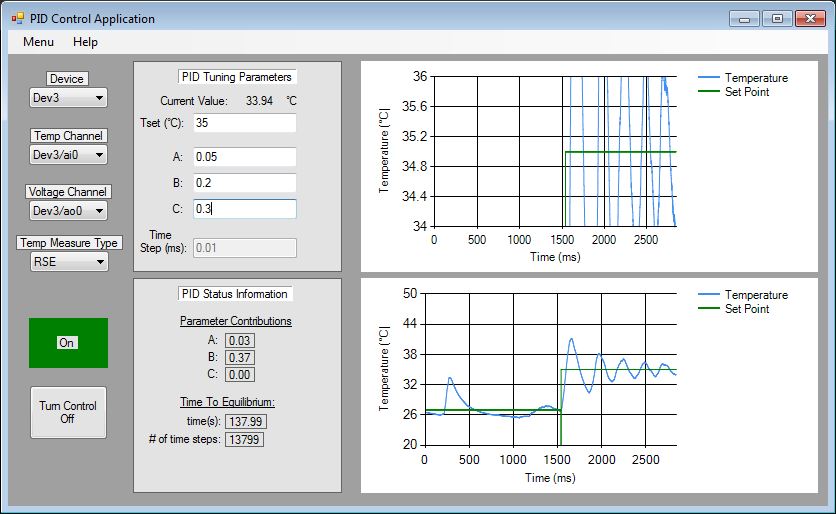 PID Control Application
Menu Help
Device
Dev3
Temp Channel
Dev3/ai0
Voltage Channel
Dev3/ao0
Temp Measure Type
RSE
On
Turn Control
Off
PID Tuning Parameters
Current Value: 33.94 °C
Tset (°C): 35
A: 0.05
B: 0.2
C: 0.3
Time
Step (ms): 0.01
PID Status Information
Parameter Contributions
A: 0.03
B: 0.37
C: 0.00
Time To Equilibrium:
time(s): 137.99
# of time steps: 13799
Temperature (°C|
36
35.6
35.2
34.8
34.4
34
0 500 1000 1500 2000 2500
Time (ms)
Temperature
Set Point
Temperature (°C|
50
44
38
32
26
20
0 500 1000 1500 2000 2500
Time (ms)
Temperature
Set Point